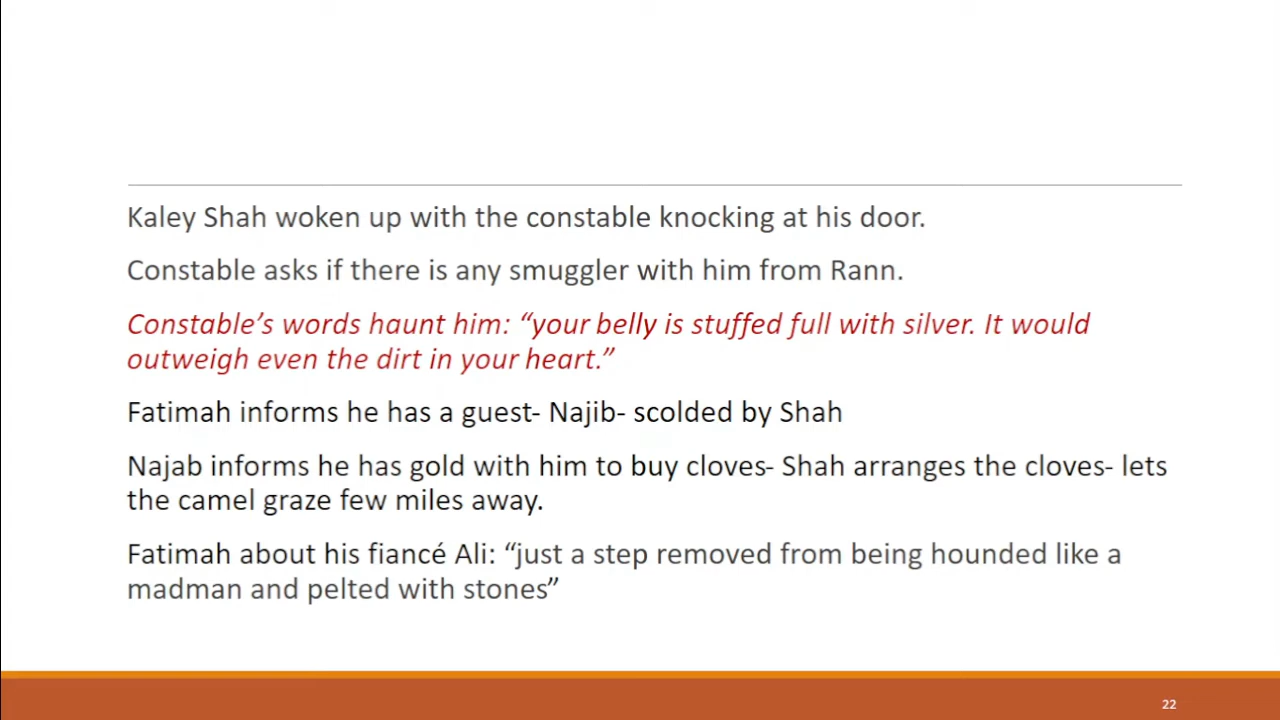 Kaley Shah woken up with the constable knocking at his door.
Constable asks if there is any smuggler with him from Rann.
Constable’s words haunt him: “your belly is stuffed full with silver. It would
outweigh even the dirt in your heart.”
Fatimah informs he has a guest- Najib- scolded by Shah
Najab informs he has gold with him to buy cloves- Shah arranges the cloves- lets
the camel graze few miles away.
Fatimah about his fiancé Ali: “just a step removed from being hounded like a
madman and pelted with stones”
22